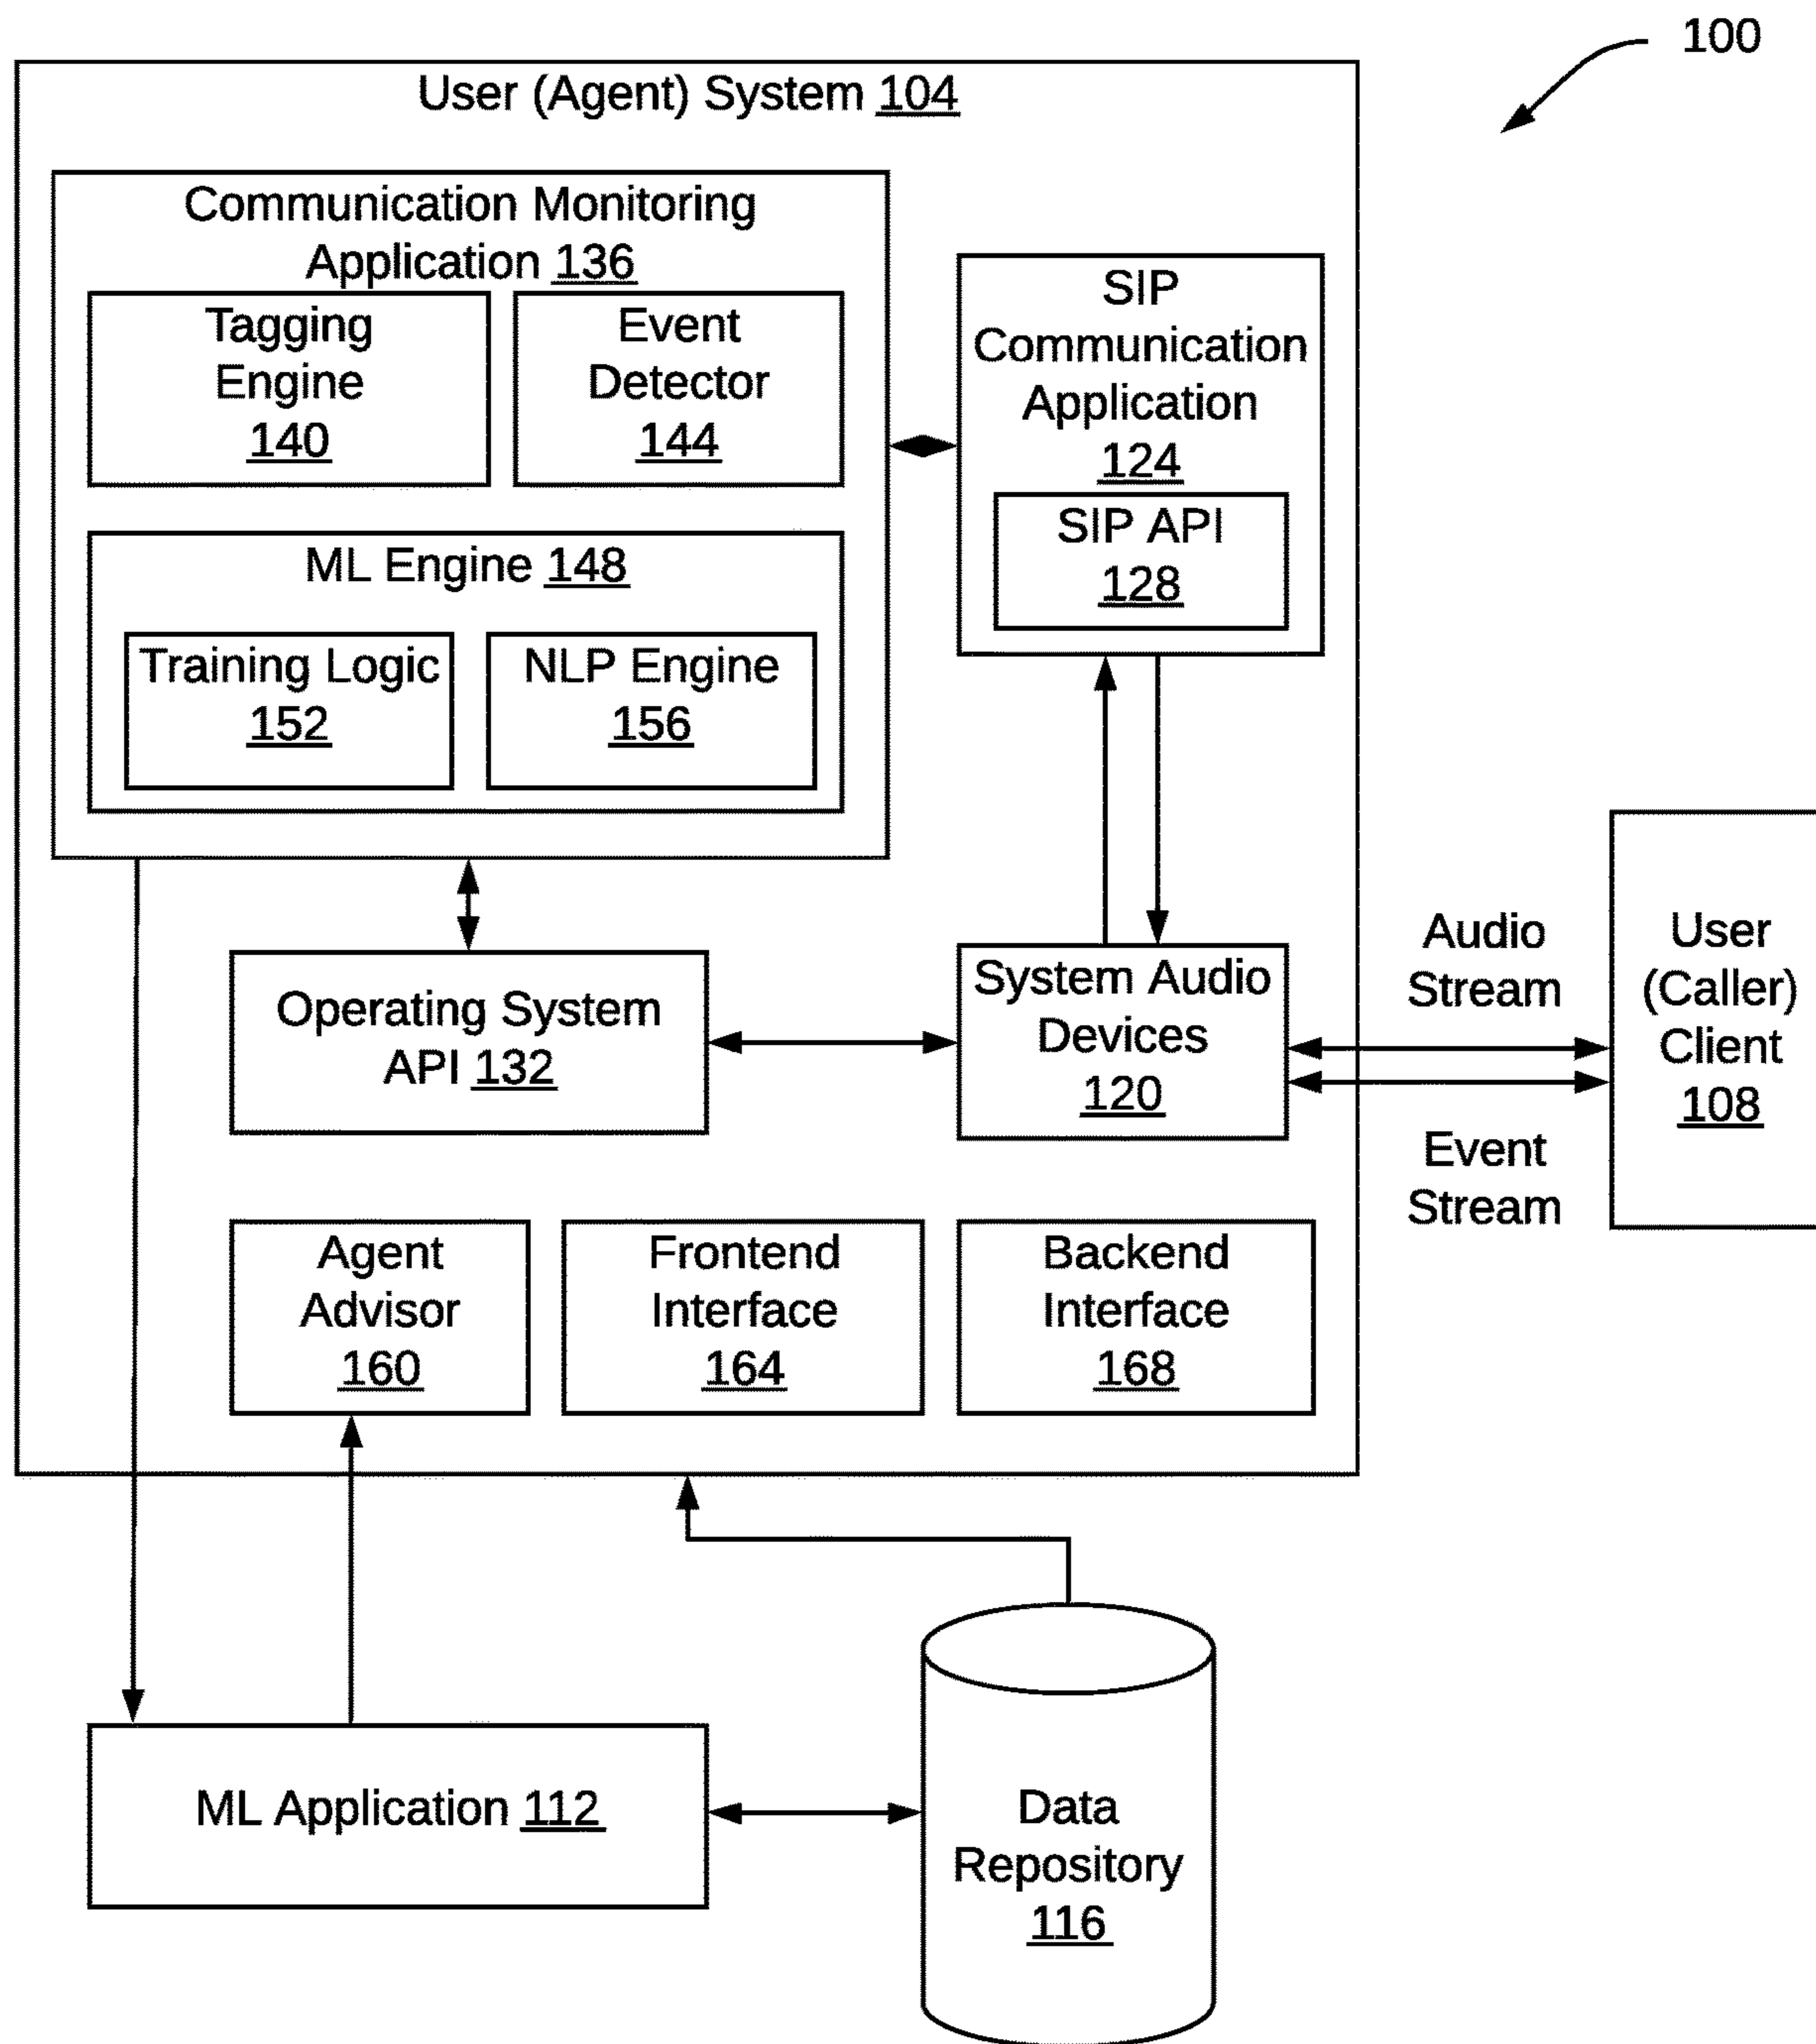 100
User (Agent) System 104
Communication Monitoring
Application 136
Tagging
Engine
140
Event
Detector
144
ML Engine 148
Training Logic
152
NLP Engine
156
SIP
Communication
Application
124
SIP API
128
Operating System
API 132
System Audio
Devices
120
Audio
Stream
Event
Stream
User
(Caller)
Client
108
Agent
Advisor
160
Frontend
Interface
164
Backend
Interface
168
ML Application 112
Data
Repository
116